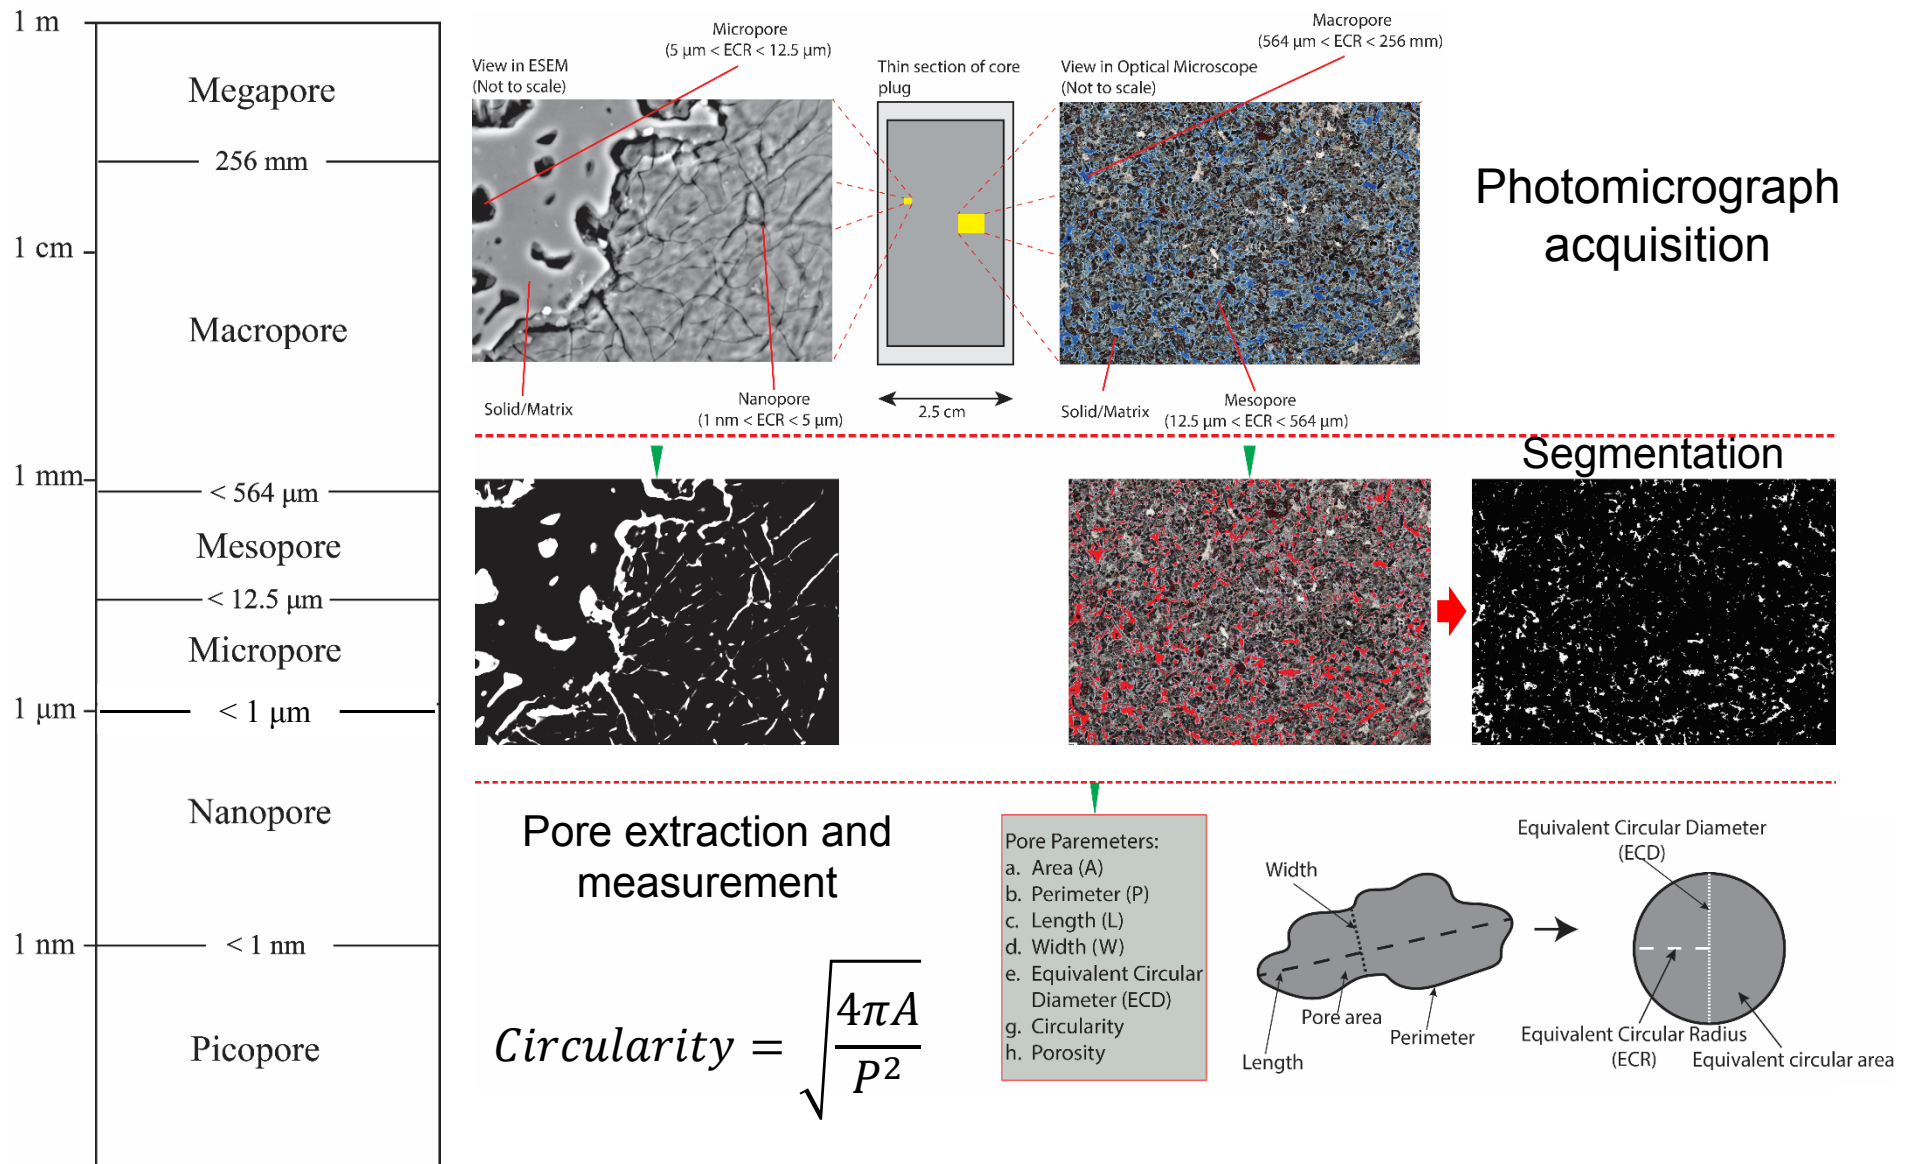 1 m
Megapore
256 mm
1 cm
Macropore
1 mm
< 564 μm
Mesopore
< 12.5 μm
Micropore
1 μm
< 1 μm
Nanopore
1 nm
< 1 nm
Picopore
Micropore
(5 μm < ECR < 12.5 μm)
View in ESEM
(Not to scale)
Thin section of core
plug
Macropore
(564 μm < ECR < 256 mm)
View in Optical Microscope
(Not to scale)
Solid/Matrix
Nanopore
(1 nm < ECR < 5 μm)
2.5 cm
Solid/Matrix
Mesopore
(12.5 μm < ECR < 564 μm)
Photomicrograph
acquisition
Segmentation
Pore extraction and
measurement
Circularity = √(4πA / P²)
Pore Paremeters:
a. Area (A)
b. Perimeter (P)
c. Length (L)
d. Width (W)
e. Equivalent Circular
Diameter (ECD)
g. Circularity
h. Porosity
Width
Pore area
Length
Perimeter
Equivalent Circular Diameter
(ECD)
Equivalent Circular Radius
(ECR)
Equivalent circular area